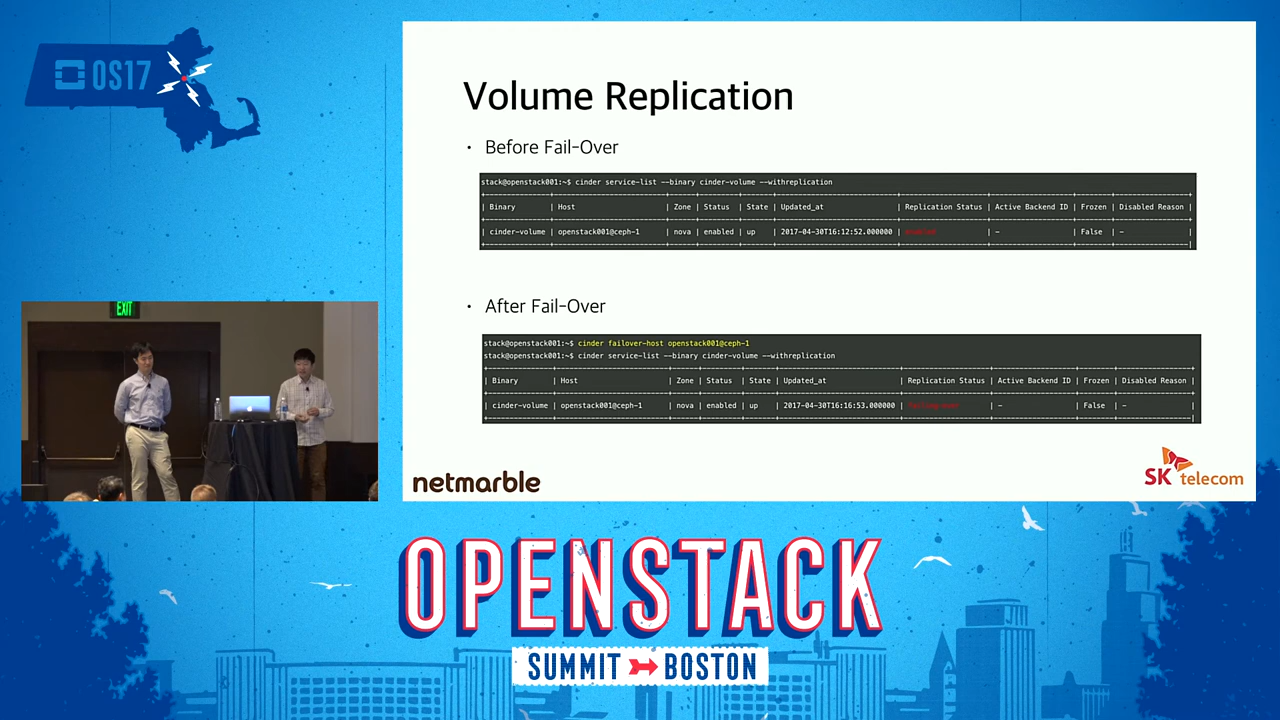 OS17
EXIT
Volume Replication
• Before Fail-Over
stack@openstack001:~$ cinder service-list --binary cinder-volume --withreplication
| Binary | Host | Zone | Status | State | Updated_at | Replication Status | Active Backend ID | Frozen | Disabled Reason |
| cinder-volume | openstack001@ceph-1 | nova | enabled | up | 2017-04-30T16:12:52.000000 | enabled | - | False | - |
• After Fail-Over
stack@openstack001:~$ cinder failover-host openstack001@ceph-1
stack@openstack001:~$ cinder service-list --binary cinder-volume --withreplication
| Binary | Host | Zone | Status | State | Updated_at | Replication Status | Active Backend ID | Frozen | Disabled Reason |
| cinder-volume | openstack001@ceph-1 | nova | enabled | up | 2017-04-30T16:16:53.000000 | | - | False | - |
netmarble
SK telecom
OPENSTACK
SUMMIT BOSTON